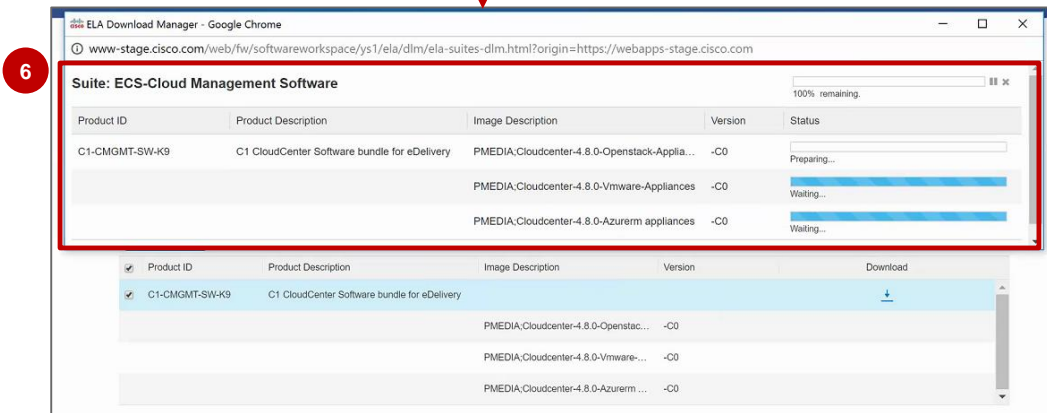 cisco ELA Download Manager - Google Chrome
www-stage.cisco.com/web/fw/softwareworkspace/ys1/ela/dlm/ela-suites-dlm.html?origin=https://webapps-stage.cisco.com
6
Suite: ECS-Cloud Management Software
100% remaining.
Product ID Product Description Image Description Version Status
C1-CMGMT-SW-K9 C1 CloudCenter Software bundle for eDelivery PMEDIA;Cloudcenter-4.8.0-Openstack-Applia... -C0 Preparing...
PMEDIA;Cloudcenter-4.8.0-Vmware-Appliances -C0 Waiting...
PMEDIA;Cloudcenter-4.8.0-Azurerm appliances -C0 Waiting...
Product ID Product Description Image Description Version Download
C1-CMGMT-SW-K9 C1 CloudCenter Software bundle for eDelivery
PMEDIA;Cloudcenter-4.8.0-Openstac... -C0
PMEDIA;Cloudcenter-4.8.0-Vmware-... -C0
PMEDIA;Cloudcenter-4.8.0-Azurerm ... -C0